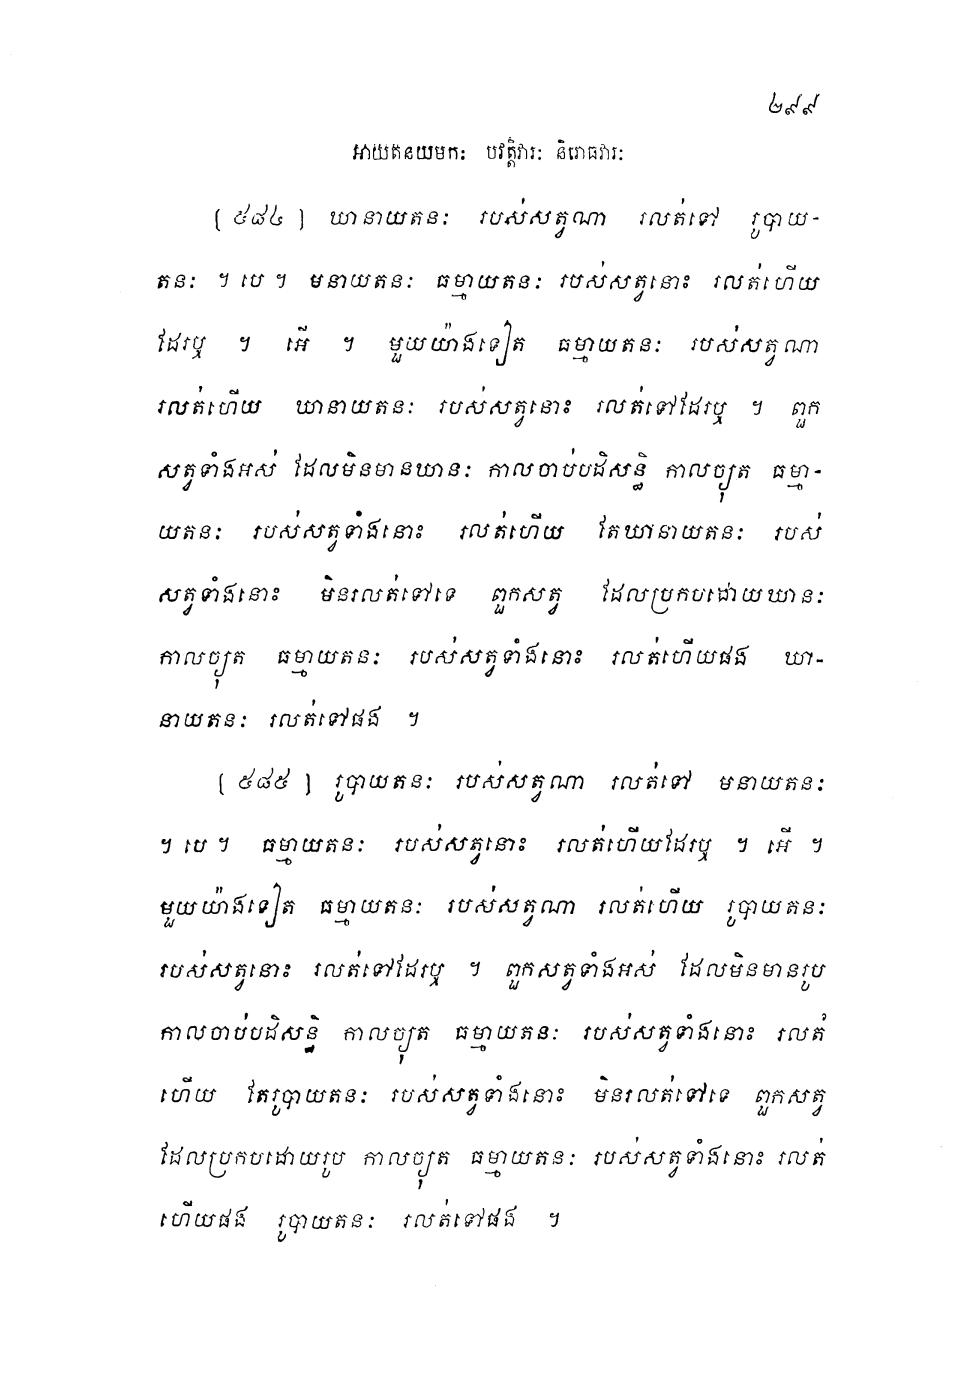 ២៩៩
អាយតនយមកៈ បវត្តិវារៈ និរោធវារៈ
[ ៥៨៤ ] ឃានាយតនៈ របស់សត្វណា រលត់ទៅ រូបាយ-
តនៈ ។ បេ ។ មនាយតនៈ ធម្មាយតនៈ របស់សត្វនោះ រលត់ហើយ
ដែរឬ ។ អើ ។ មួយយ៉ាងទៀត ធម្មាយតនៈ របស់សត្វណា
រលត់ហើយ ឃានាយតនៈ របស់សត្វនោះ រលត់ទៅដែរឬ ។ ពួក
សត្វទាំងអស់ ដែលមិនមានឃានៈ កាលចាប់បដិសន្ធិ កាលច្យុត ធម្មា-
យតនៈ របស់សត្វទាំងនោះ រលត់ហើយ តែឃានាយតនៈ របស់
សត្វទាំងនោះ មិនរលត់ទៅទេ ពួកសត្វ ដែលប្រកបដោយឃានៈ
កាលច្យុត ធម្មាយតនៈ របស់សត្វទាំងនោះ រលត់ហើយផង ឃា-
នាយតនៈ រលត់ទៅផង ។
[ ៥៨៥ ] រូបាយតនៈ របស់សត្វណា រលត់ទៅ មនាយតនៈ
។ បេ ។ ធម្មាយតនៈ របស់សត្វនោះ រលត់ហើយដែរឬ ។ អើ ។
មួយយ៉ាងទៀត ធម្មាយតនៈ របស់សត្វណា រលត់ហើយ រូបាយតនៈ
របស់សត្វនោះ រលត់ទៅដែរឬ ។ ពួកសត្វទាំងអស់ ដែលមិនមានរូប
កាលចាប់បដិសន្ធិ កាលច្យុត ធម្មាយតនៈ របស់សត្វទាំងនោះ រលត់
ហើយ តែរូបាយតនៈ របស់សត្វទាំងនោះ មិនរលត់ទៅទេ ពួកសត្វ
ដែលប្រកបដោយរូប កាលច្យុត ធម្មាយតនៈ របស់សត្វទាំងនោះ រលត់
ហើយផង រូបាយតនៈ រលត់ទៅផង ។